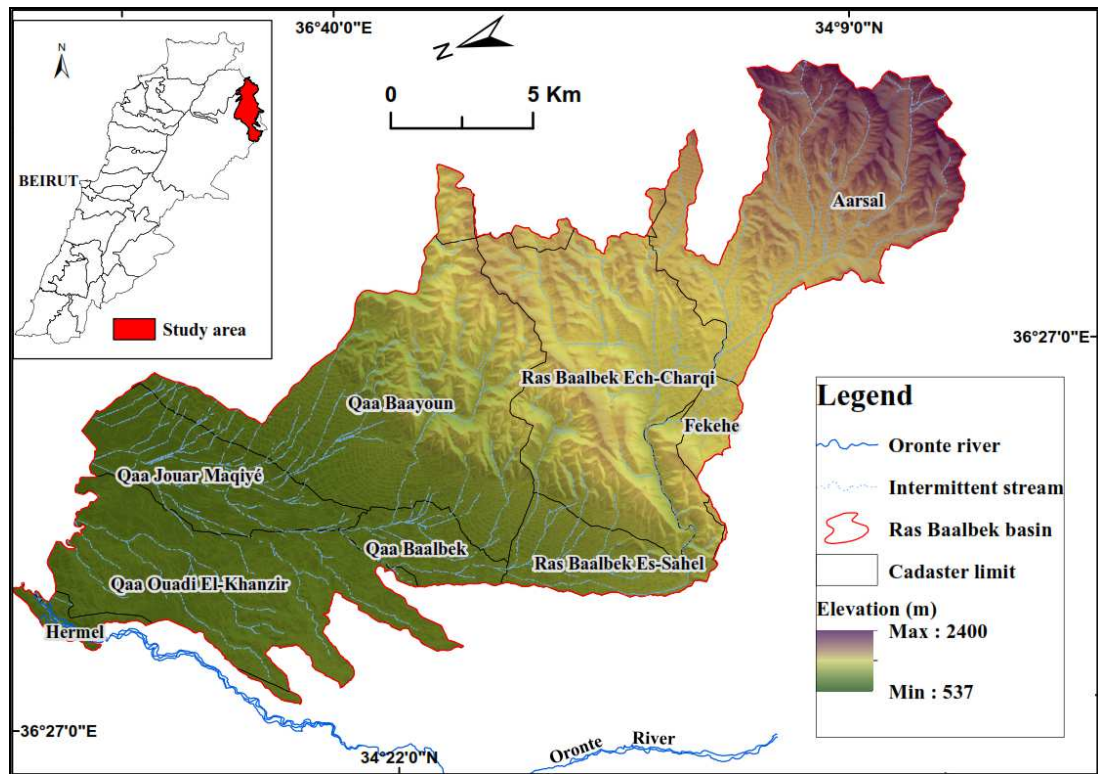 36°40'0"E
34°9'0"N
N
N
0 5 Km
BEIRUT
Study area
Aarsal
36°27'0"E
Ras Baalbek Ech-Charqi
Qaa Baayoun
Fekehe
Qaa Jouar Maqiyé
Qaa Baalbek
Ras Baalbek Es-Sahel
Qaa Ouadi El-Khanzir
Hermel
Legend
Oronte river
Intermittent stream
Ras Baalbek basin
Cadaster limit
Elevation (m)
Max : 2400
Min : 537
36°27'0"E
34°22'0"N
Oronte River